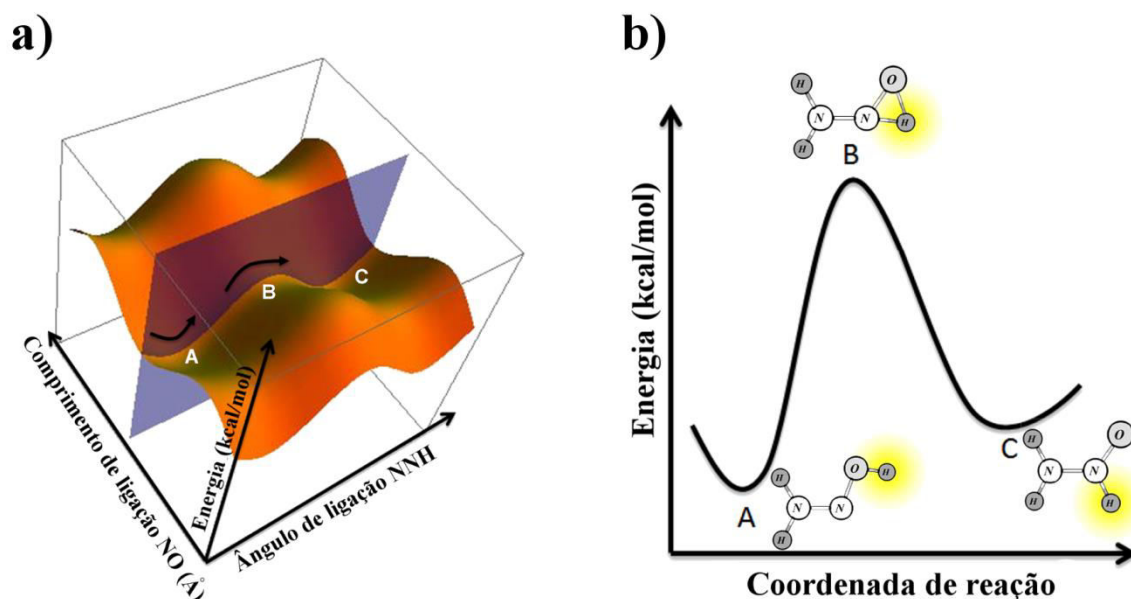 a)
A
B
C
Comprimento de ligação NO (Å)
Energia (kcal/mol)
Ângulo de ligação NNH
b)
H
O
N
N
H
H
B
Energia (kcal/mol)
A
H
O
H
N
N
H
C
H
O
N
N
H
H
Coordenada de reação